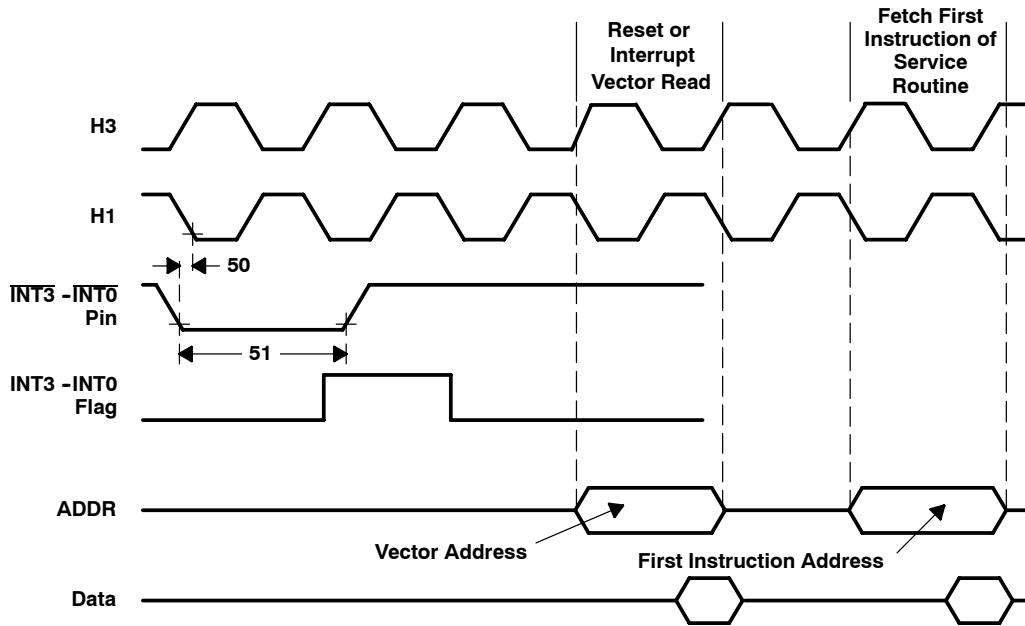 Reset or
Interrupt
Vector Read
Fetch First
Instruction of
Service
Routine
H3
H1
50
INT3 -INT0
Pin
51
INT3 -INT0
Flag
ADDR
Vector Address
First Instruction Address
Data